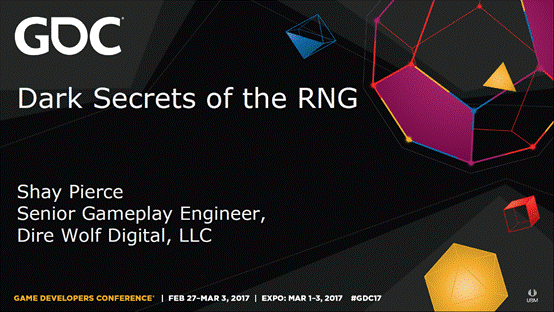 GDC
Dark Secrets of the RNG
Shay Pierce
Senior Gameplay Engineer,
Dire Wolf Digital, LLC
GAME DEVELOPERS CONFERENCE® | FEB 27-MAR 3, 2017 | EXPO: MAR 1-3, 2017 #GDC17
UBM